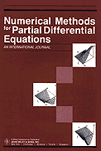 Numerical Methods
for Partial Differential
Equations
AN INTERNATIONAL JOURNAL